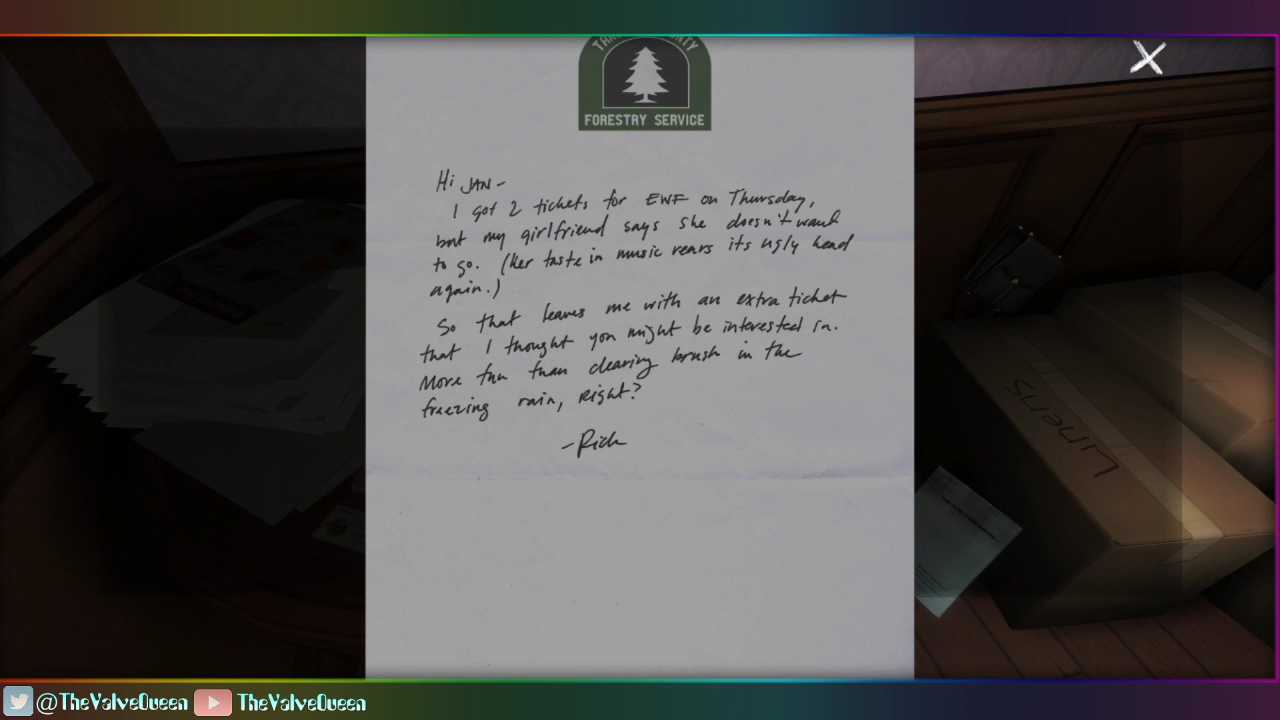 FORESTRY SERVICE
Hi JAN-
I got 2 tickets for EWF on Thursday,
but my girlfriend says she doesn't want
to go. (Her taste in music rears its ugly head
again.)
So that leaves me with an extra ticket
that I thought you might be interested in.
More fun than clearing brush in the
freezing rain, Right?
-Rich
LINENS
@TheValveQueen
TheValveQueen